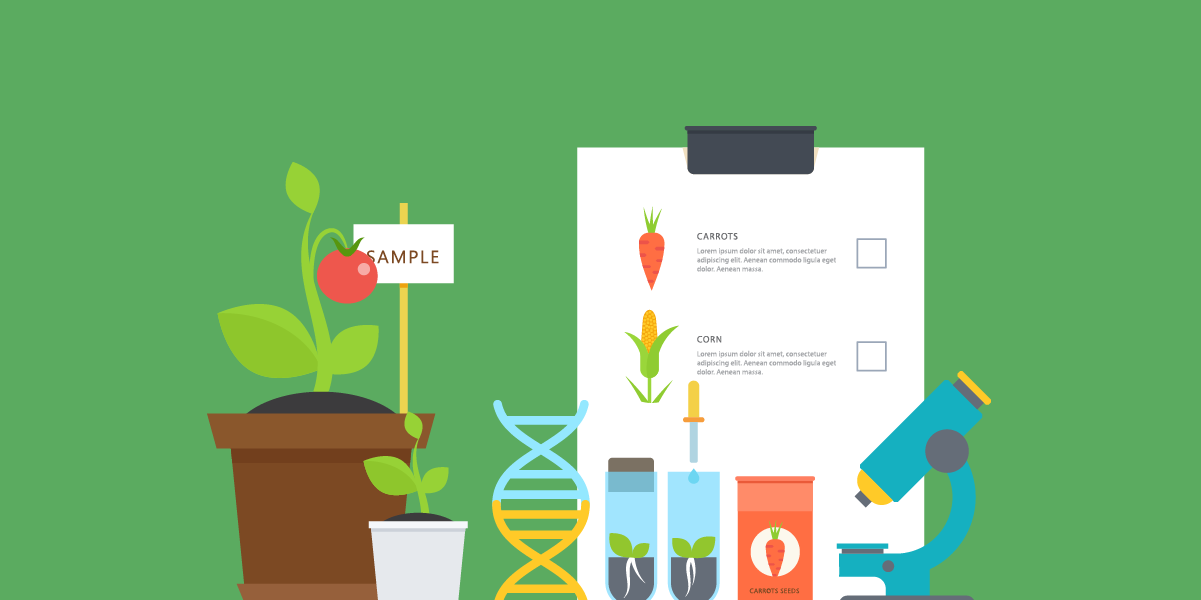 SAMPLE
CARROTS
Lorem ipsum dolor sit amet, consectetuer
adipiscing elit. Aenean commodo ligula eget
dolor. Aenean massa.
CORN
Lorem ipsum dolor sit amet, consectetuer
adipiscing elit. Aenean commodo ligula eget
dolor. Aenean massa.
CARROTS SEEDS